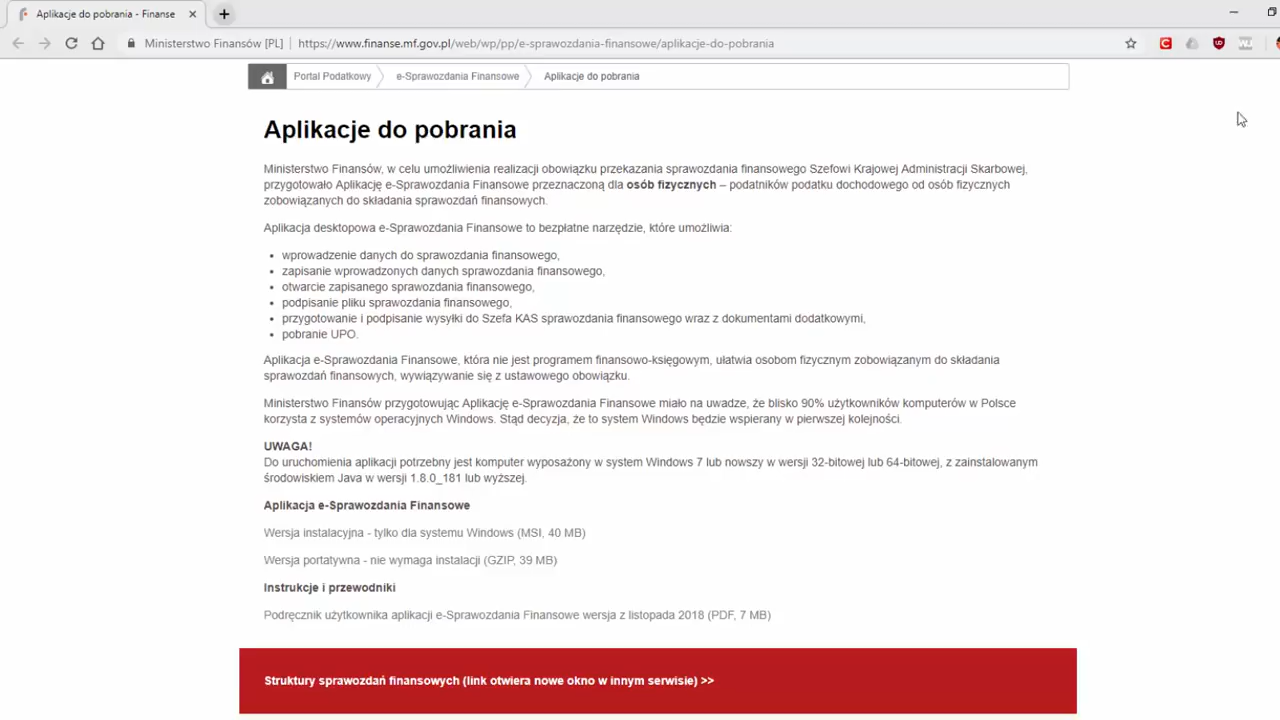 Aplikacje do pobrania - Finanse
Ministerstwo Finansów [PL] | https://www.finanse.mf.gov.pl/web/wp/pp/e-sprawozdania-finansowe/aplikacje-do-pobrania
Portal Podatkowy e-Sprawozdania Finansowe Aplikacje do pobrania
Aplikacje do pobrania
Ministerstwo Finansów, w celu umożliwienia realizacji obowiązku przekazania sprawozdania finansowego Szefowi Krajowej Administracji Skarbowej,
przygotowało Aplikację e-Sprawozdania Finansowe przeznaczoną dla osób fizycznych – podatników podatku dochodowego od osób fizycznych
zobowiązanych do składania sprawozdań finansowych.
Aplikacja desktopowa e-Sprawozdania Finansowe to bezpłatne narzędzie, które umożliwia:
• wprowadzenie danych do sprawozdania finansowego,
• zapisanie wprowadzonych danych sprawozdania finansowego,
• otwarcie zapisanego sprawozdania finansowego,
• podpisanie pliku sprawozdania finansowego,
• przygotowanie i podpisanie wysyłki do Szefa KAS sprawozdania finansowego wraz z dokumentami dodatkowymi,
• pobranie UPO.
Aplikacja e-Sprawozdania Finansowe, która nie jest programem finansowo-księgowym, ułatwia osobom fizycznym zobowiązanym do składania
sprawozdań finansowych, wywiązywanie się z ustawowego obowiązku.
Ministerstwo Finansów przygotowując Aplikację e-Sprawozdania Finansowe miało na uwadze, że blisko 90% użytkowników komputerów w Polsce
korzysta z systemów operacyjnych Windows. Stąd decyzja, że to system Windows będzie wspierany w pierwszej kolejności.
UWAGA!
Do uruchomienia aplikacji potrzebny jest komputer wyposażony w system Windows 7 lub nowszy w wersji 32-bitowej lub 64-bitowej, z zainstalowanym
środowiskiem Java w wersji 1.8.0_181 lub wyższej.
Aplikacja e-Sprawozdania Finansowe
Wersja instalacyjna - tylko dla systemu Windows (MSI, 40 MB)
Wersja portatywna - nie wymaga instalacji (GZIP, 39 MB)
Instrukcje i przewodniki
Podręcznik użytkownika aplikacji e-Sprawozdania Finansowe wersja z listopada 2018 (PDF, 7 MB)
Struktury sprawozdań finansowych (link otwiera nowe okno w innym serwisie) >>